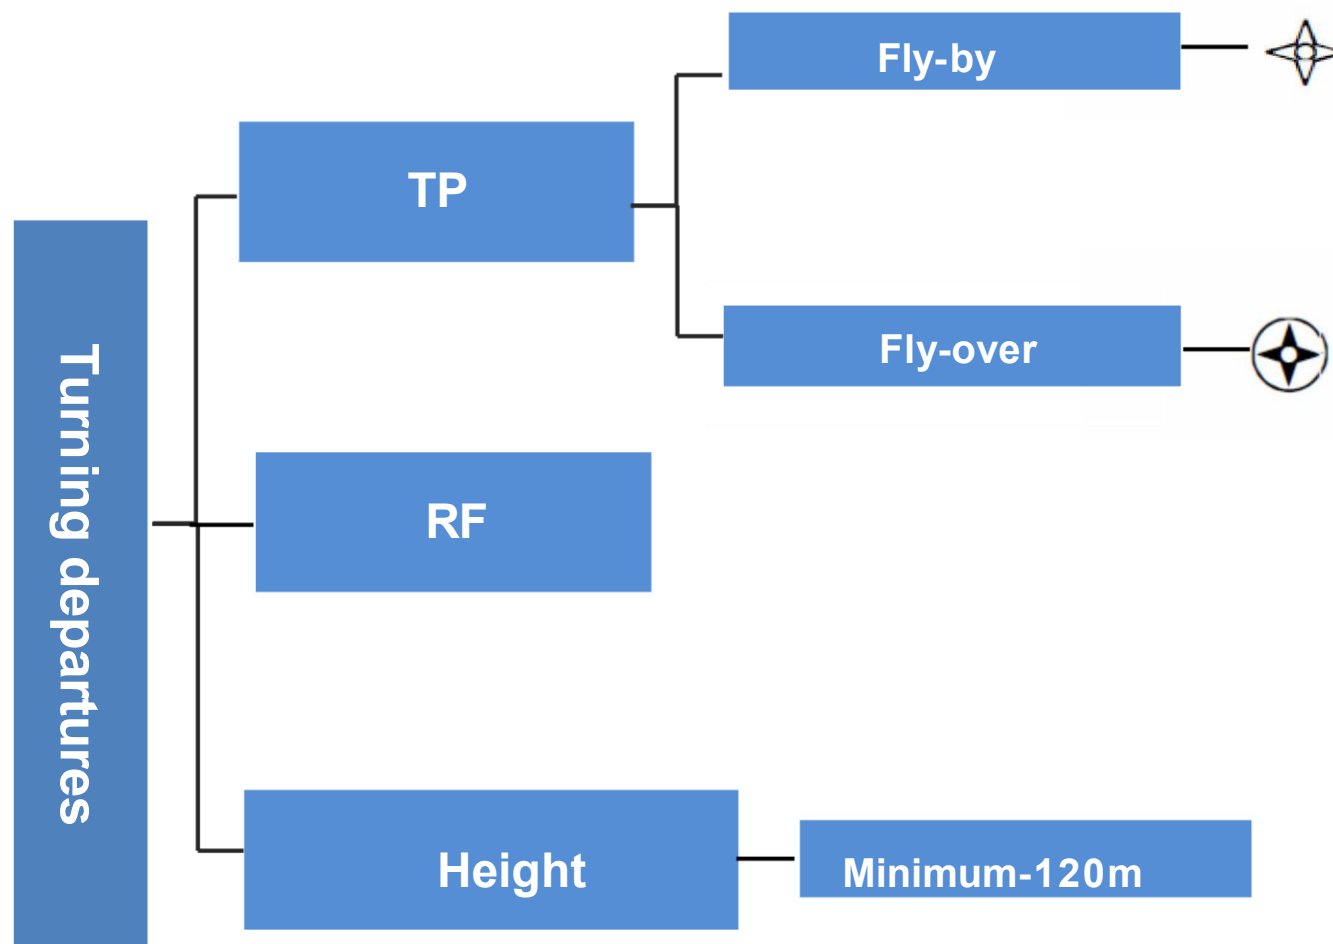 Turning departures
TP
Fly-by
Fly-over
RF
Height
Minimum-120m